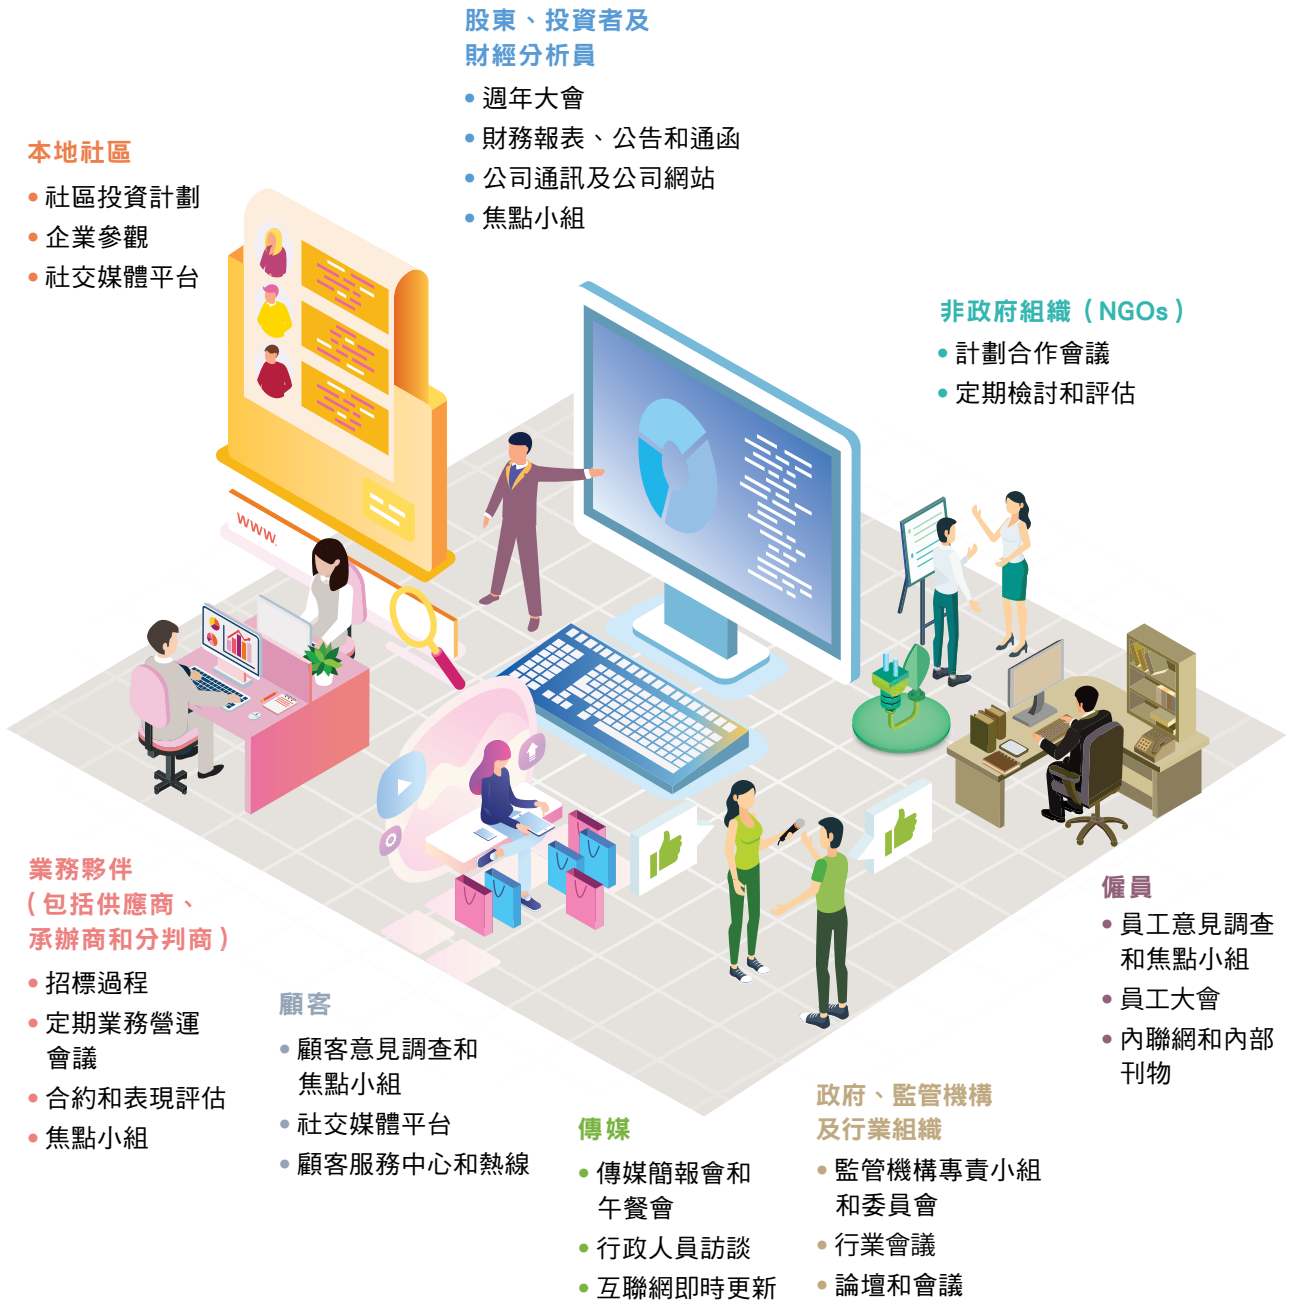 股東、投資者及
財經分析員
• 週年大會
• 財務報表、公告和通函
• 公司通訊及公司網站
• 焦點小組
本地社區
• 社區投資計劃
• 企業參觀
• 社交媒體平台
非政府組織（NGOs）
• 計劃合作會議
• 定期檢討和評估
www.
業務夥伴
（包括供應商、
承辦商和分判商）
• 招標過程
• 定期業務營運
會議
• 合約和表現評估
• 焦點小組
顧客
• 顧客意見調查和
焦點小組
• 社交媒體平台
• 顧客服務中心和熱線
傳媒
• 傳媒簡報會和
午餐會
• 行政人員訪談
• 互聯網即時更新
政府、監管機構
及行業組織
• 監管機構專責小組
和委員會
• 行業會議
• 論壇和會議
僱員
• 員工意見調查
和焦點小組
• 員工大會
• 內聯網和內部
刊物